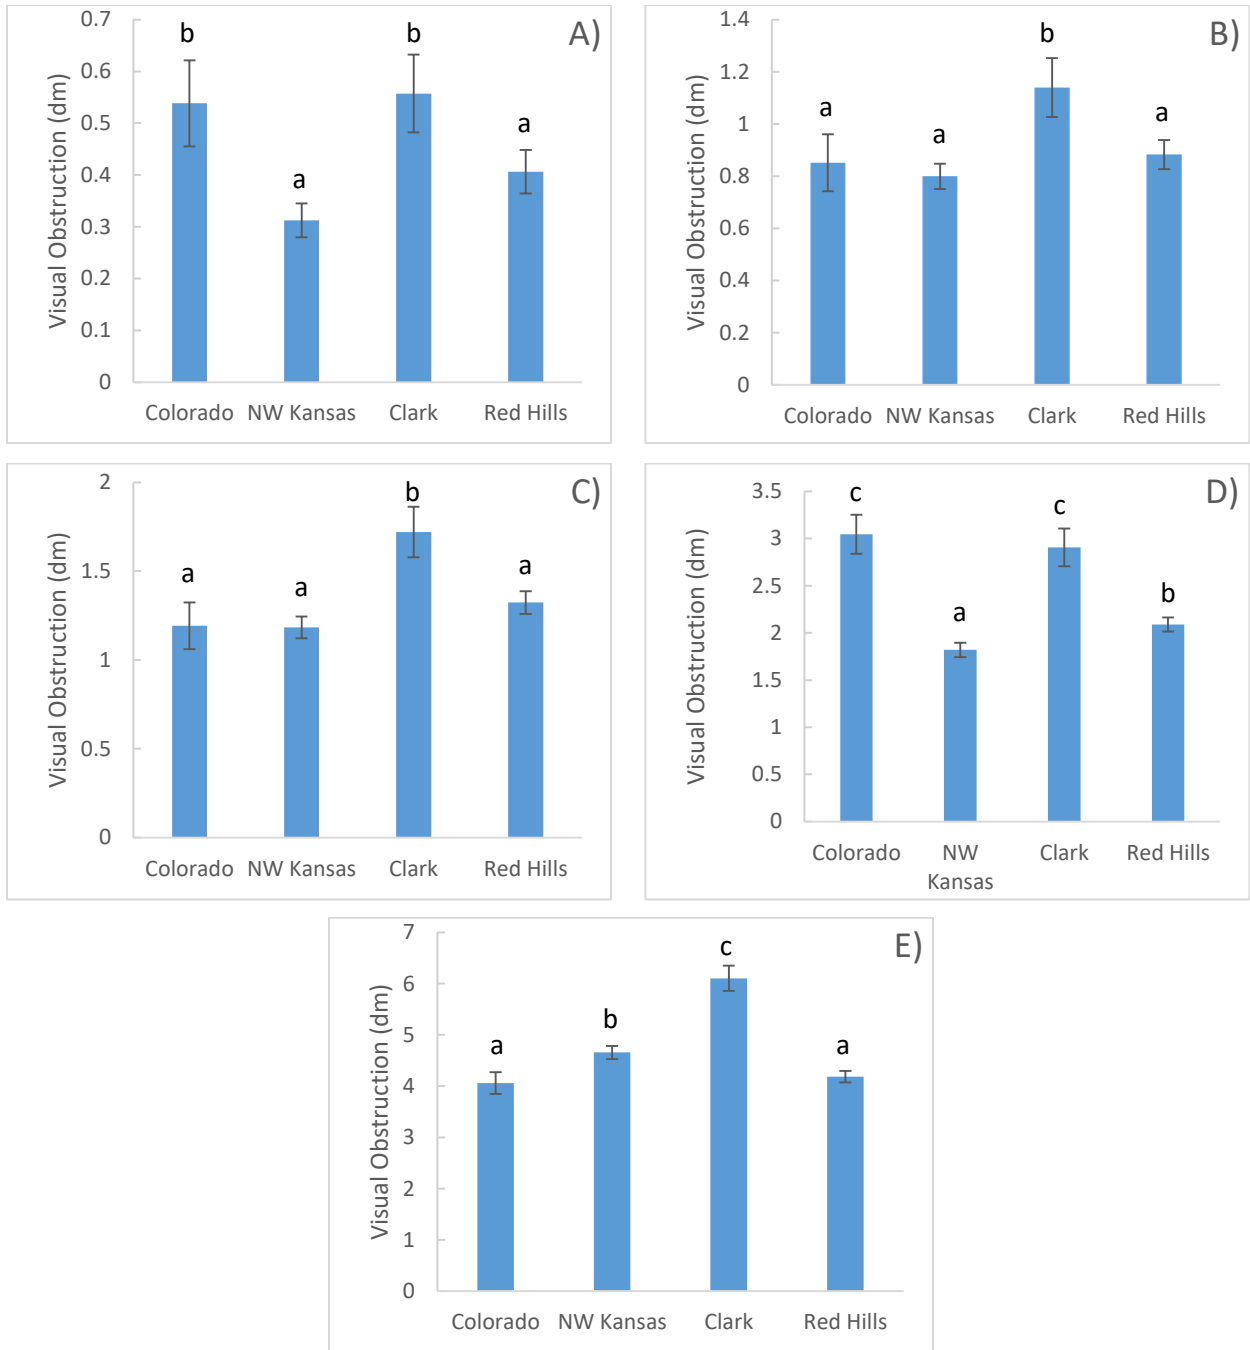 A)
Visual Obstruction (dm)
0.7
0.6
0.5
0.4
0.3
0.2
0.1
0
b
a
b
a
Colorado
NW Kansas
Clark
Red Hills
B)
Visual Obstruction (dm)
1.4
1.2
1
0.8
0.6
0.4
0.2
0
a
a
b
a
Colorado
NW Kansas
Clark
Red Hills
C)
Visual Obstruction (dm)
2
1.5
1
0.5
0
a
a
b
a
Colorado
NW Kansas
Clark
Red Hills
D)
Visual Obstruction (dm)
3.5
3
2.5
2
1.5
1
0.5
0
c
a
c
b
Colorado
NW
Kansas
Clark
Red Hills
E)
Visual Obstruction (dm)
7
6
5
4
3
2
1
0
a
b
c
a
Colorado
NW Kansas
Clark
Red Hills